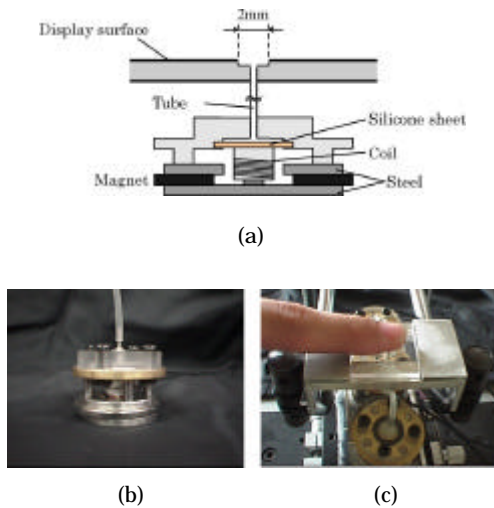 2mm
Display surface
Tube
Silicone sheet
Coil
Magnet
Steel
(a)
(b)
(c)